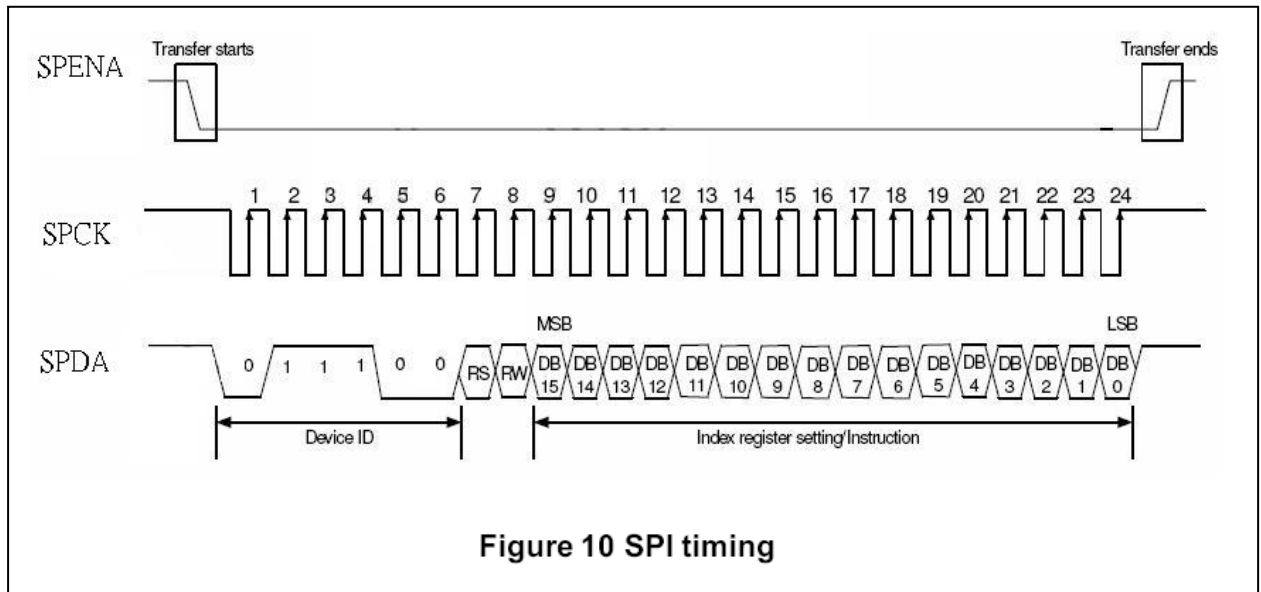 Transfer starts
Transfer ends
SPENA
1 2 3 4 5 6 7 8 9 10 11 12 13 14 15 16 17 18 19 20 21 22 23 24
SPCK
MSB
LSB
SPDA
0 1 1 1 0 0 RS RW DB 15 DB 14 DB 13 DB 12 DB 11 DB 10 DB 9 DB 8 DB 7 DB 6 DB 5 DB 4 DB 3 DB 2 DB 1 DB 0
Device ID
Index register setting/Instruction
Figure 10 SPI timing